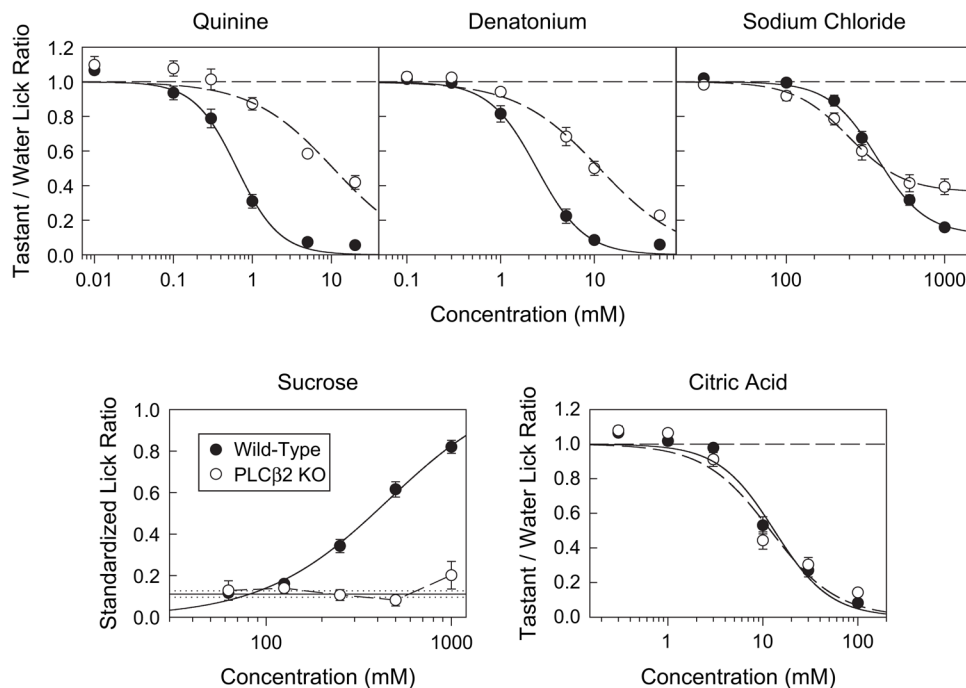 Quinine
Denatonium
Sodium Chloride
Tastant / Water Lick Ratio
1.2
1.0
0.8
0.6
0.4
0.2
0.0
0.01 0.1 1 10
0.1 1 10
100 1000
Concentration (mM)
Sucrose
Standardized Lick Ratio
1.0
0.8
0.6
0.4
0.2
0.0
Wild-Type
PLCβ2 KO
100 1000
Concentration (mM)
Citric Acid
Tastant / Water Lick Ratio
1.2
1.0
0.8
0.6
0.4
0.2
0.0
1 10 100
Concentration (mM)